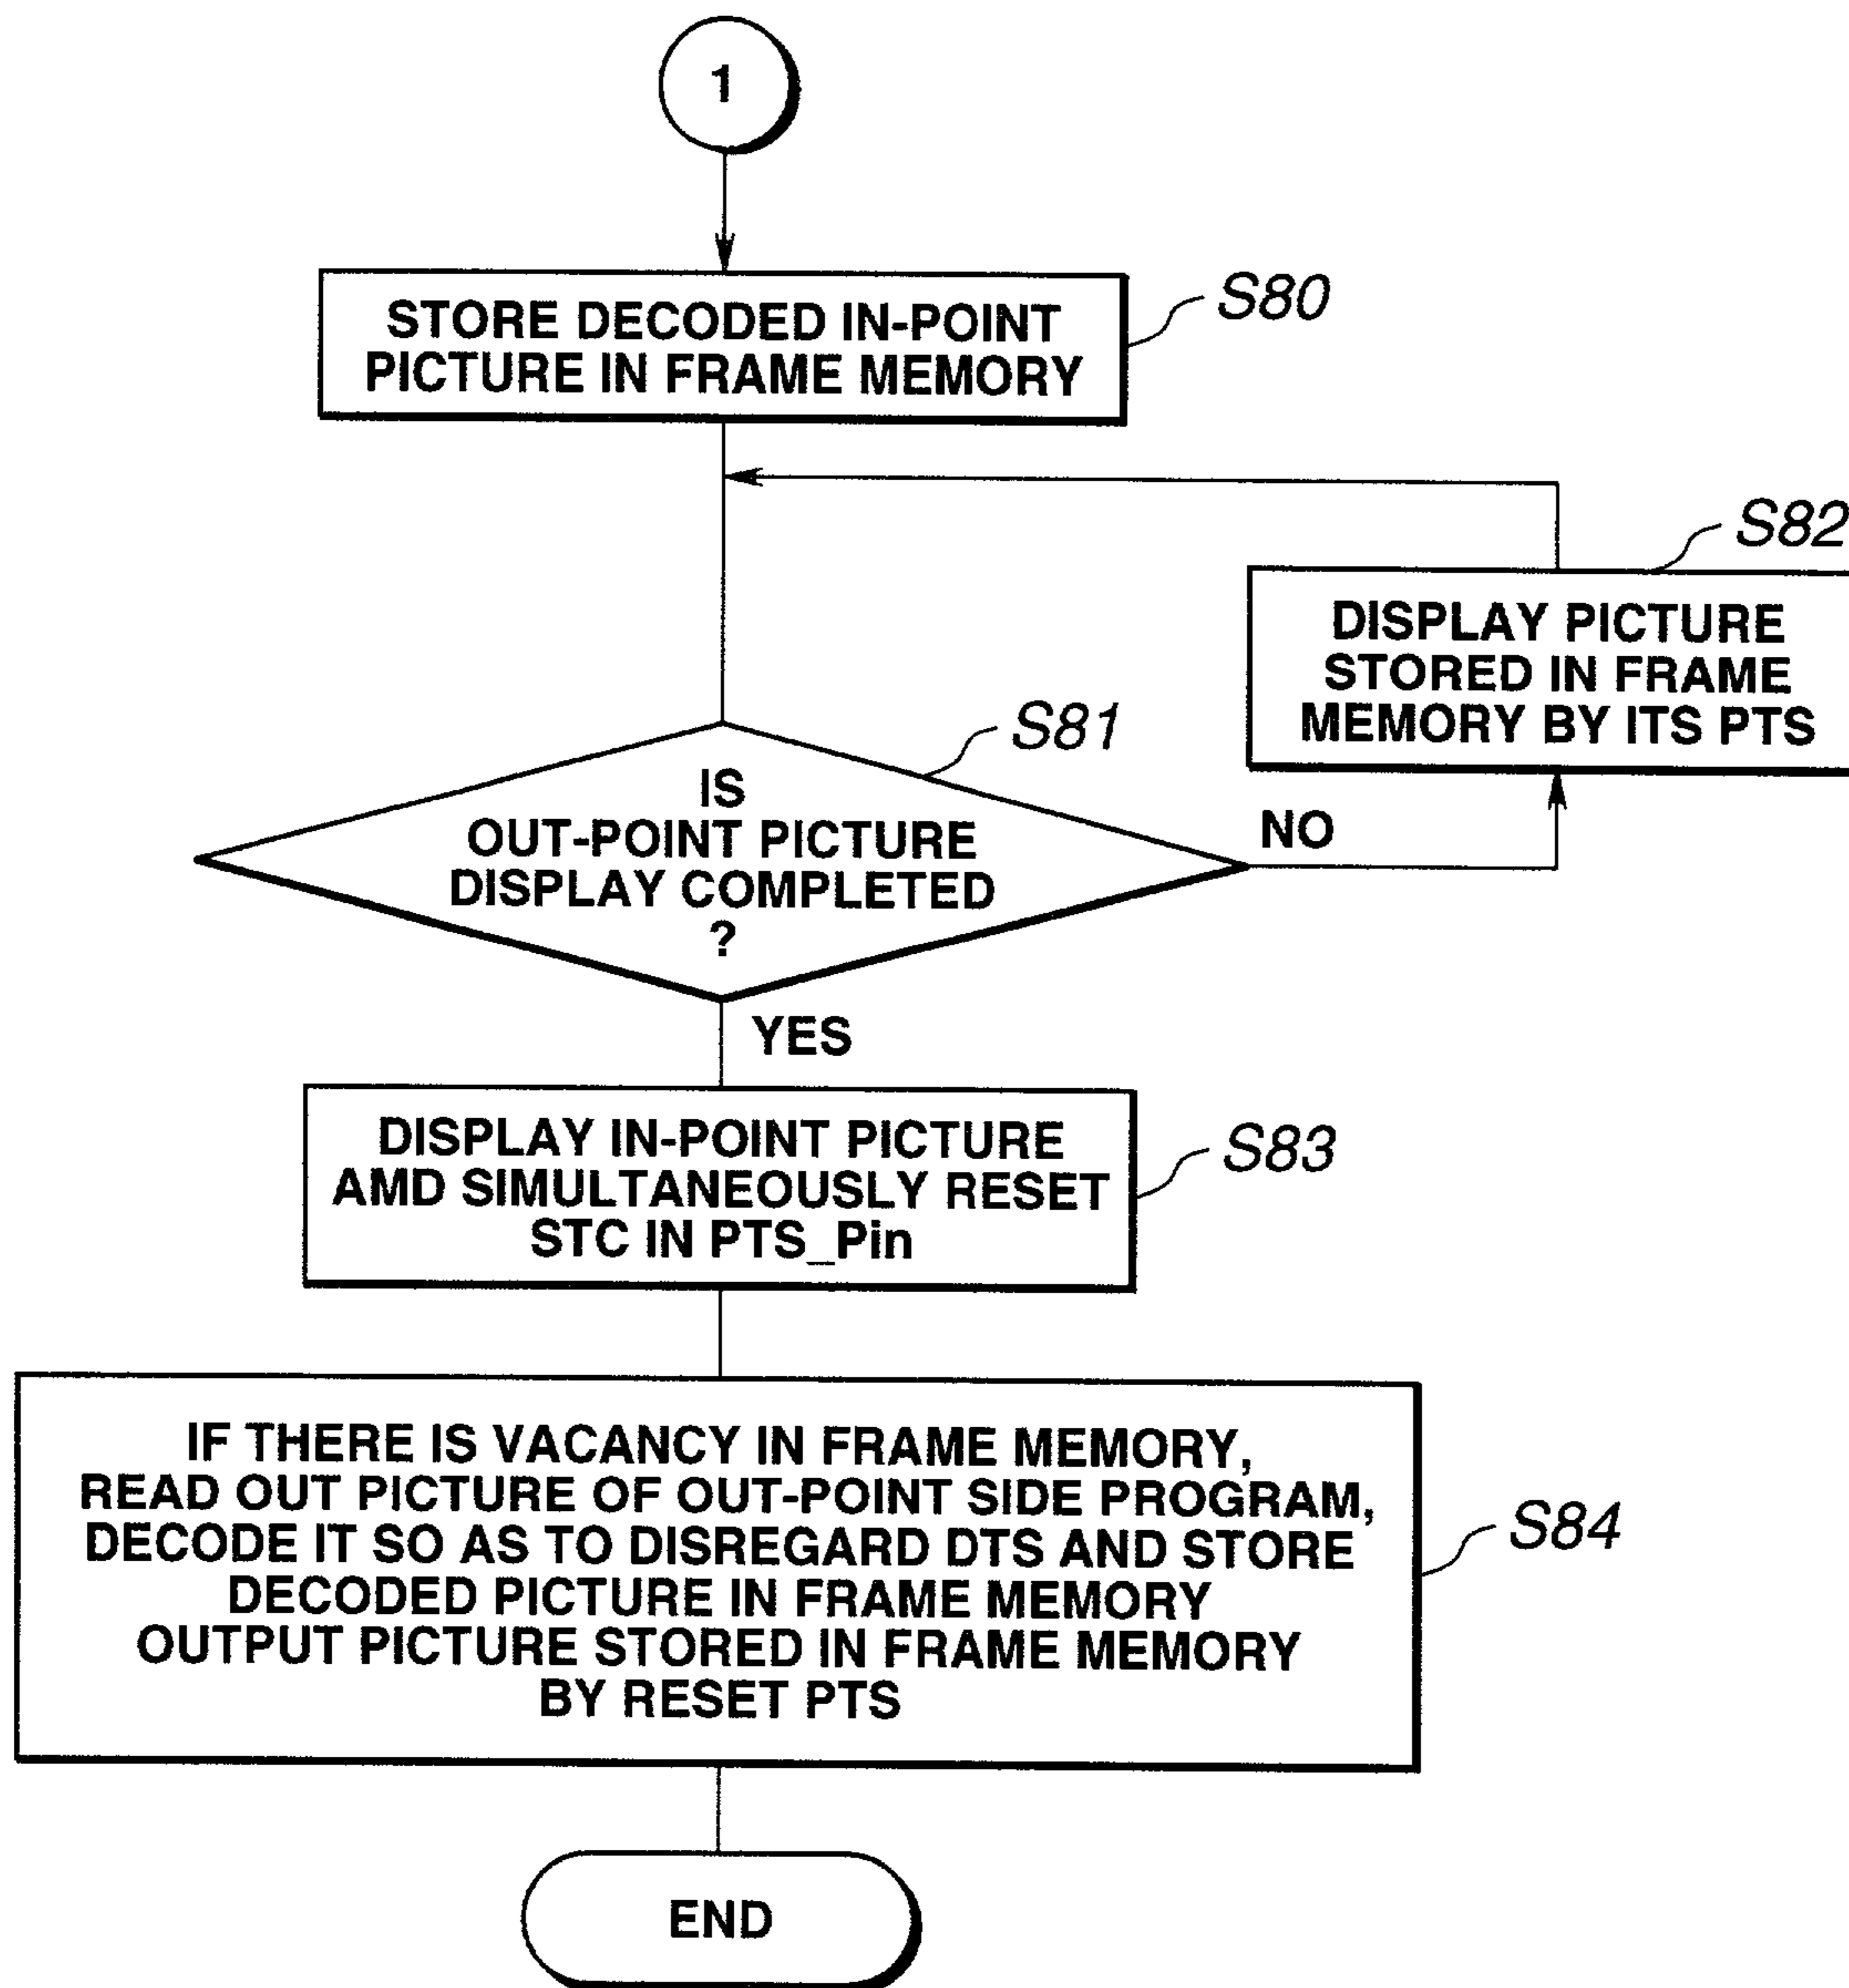 1
STORE DECODED IN-POINT
PICTURE IN FRAME MEMORY
S80
S82
DISPLAY PICTURE
STORED IN FRAME
MEMORY BY ITS PTS
S81
IS
OUT-POINT PICTURE
DISPLAY COMPLETED
?
NO
YES
DISPLAY IN-POINT PICTURE
AMD SIMULTANEOUSLY RESET
STC IN PTS_Pin
S83
IF THERE IS VACANCY IN FRAME MEMORY,
READ OUT PICTURE OF OUT-POINT SIDE PROGRAM,
DECODE IT SO AS TO DISREGARD DTS AND STORE
DECODED PICTURE IN FRAME MEMORY
OUTPUT PICTURE STORED IN FRAME MEMORY
BY RESET PTS
S84
END